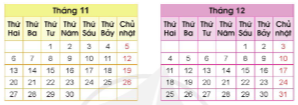 Tháng 11
Thứ Thứ Thứ Thứ Thứ Thứ Chủ
Hai Ba Tư Năm Sáu Bảy nhật
1 2 3 4 5
6 7 8 9 10 11 12
13 14 15 16 17 18 19
20 21 22 23 24 25 26
27 28 29 30
Tháng 12
Thứ Thứ Thứ Thứ Thứ Thứ Chủ
Hai Ba Tư Năm Sáu Bảy nhật
1 2 3
4 5 6 7 8 9 10
11 12 13 14 15 16 17
18 19 20 21 22 23 24
25 26 27 28 29 30 31